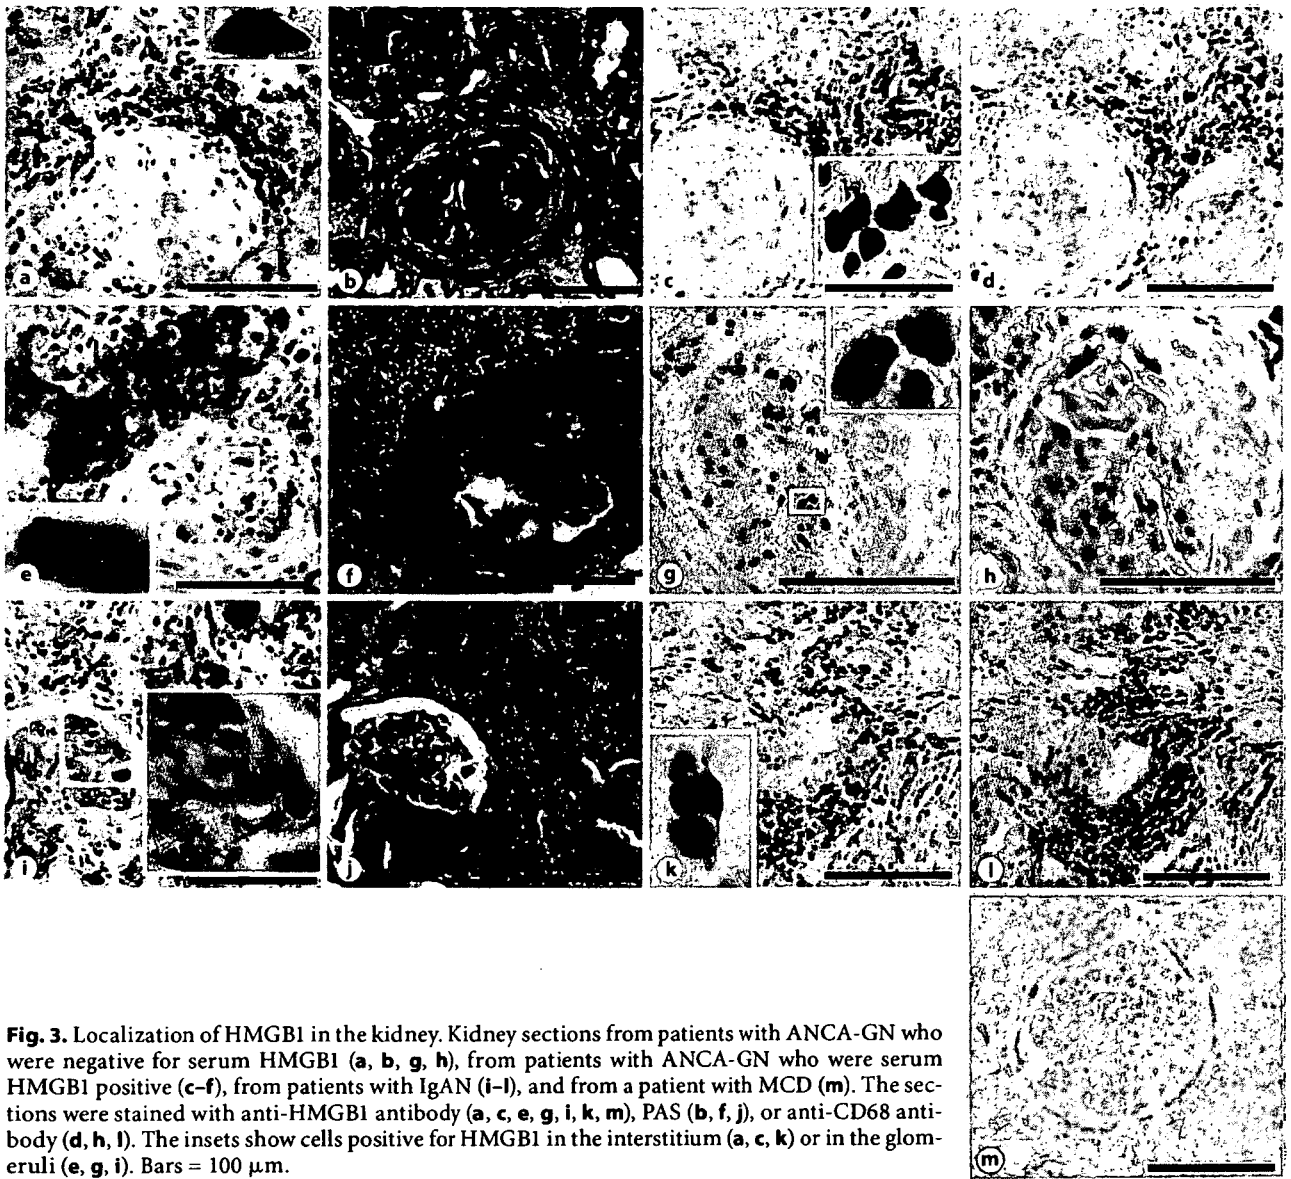 a
b
c
d
e
f
g
h
i
j
k
l
m
Fig. 3. Localization of HMGB1 in the kidney. Kidney sections from patients with ANCA-GN who
were negative for serum HMGB1 (a, b, g, h), from patients with ANCA-GN who were serum
HMGB1 positive (c–f), from patients with IgAN (i–l), and from a patient with MCD (m). The sec-
tions were stained with anti-HMGB1 antibody (a, c, e, g, i, k, m), PAS (b, f, j), or anti-CD68 anti-
body (d, h, l). The insets show cells positive for HMGB1 in the interstitium (a, c, k) or in the glom-
eruli (e, g, i). Bars = 100 μm.